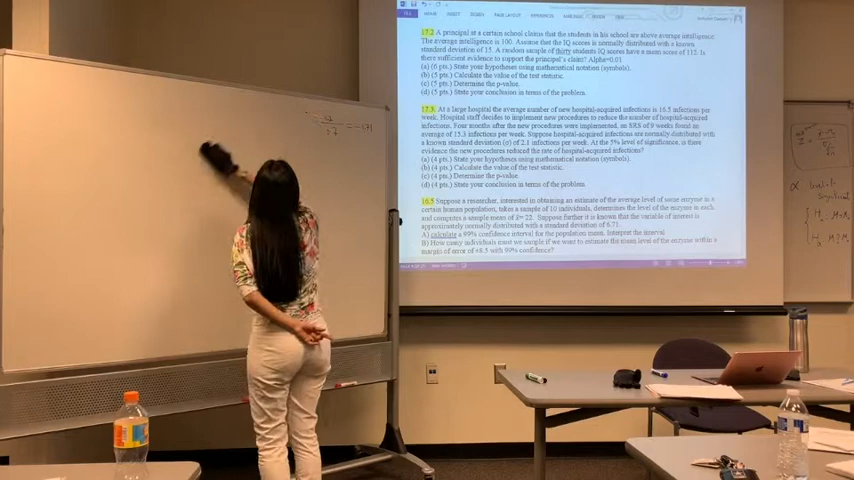 FILE HOME INSERT DESIGN PAGE LAYOUT REFERENCES MAILINGS REVIEW VIEW
17.2 A principal at a certain school claims that the students in his school are above average intelligence.
The average intelligence is 100. Assume that the IQ scores is normally distributed with a known
standard deviation of 15. A random sample of thirty students IQ scores have a mean score of 112. Is
there sufficient evidence to support the principal's claim? Alpha=0.01
(a) (6 pts.) State your hypotheses using mathematical notation (symbols).
(b) (5 pts.) Calculate the value of the test statistic.
(c) (5 pts.) Determine the p-value.
(d) (5 pts.) State your conclusion in terms of the problem.
17.3. At a large hospital the average number of new hospital-acquired infections is 16.5 infections per
week. Hospital staff decides to implement new procedures to reduce the number of hospital-acquired
infections. Four months after the new procedures were implemented, an SRS of 9 weeks found an
average of 15.3 infections per week. Suppose infections are normally distributed with
a known standard deviation (σ) of 2.1 infections per week. At the 5% level of significance, is there
evidence the new procedures reduced the rate of hospital-acquired infections?
(a) (4 pts.) State your hypotheses using mathematical notation (symbols).
(b) (4 pts.) Calculate the value of the test statistic.
(c) (4 pts.) Determine the p-value.
(d) (4 pts.) State your conclusion in terms of the problem.
16.5 Suppose a researcher, interested in obtaining an estimate of the average level of some enzyme in a
certain human population, takes a sample of 10 individuals, determines the level of the enzyme in each,
and computes a sample mean of x̄= 22. Suppose further it is known that the variable of interest is
approximately normally distributed with a standard deviation of 6.71.
A) calculate a 99% confidence interval for the population mean. Interpret the interval
B) How many individuals must we sample if we want to estimate the mean level of the enzyme within a
margin of error of ±8.5 with 99% confidence?